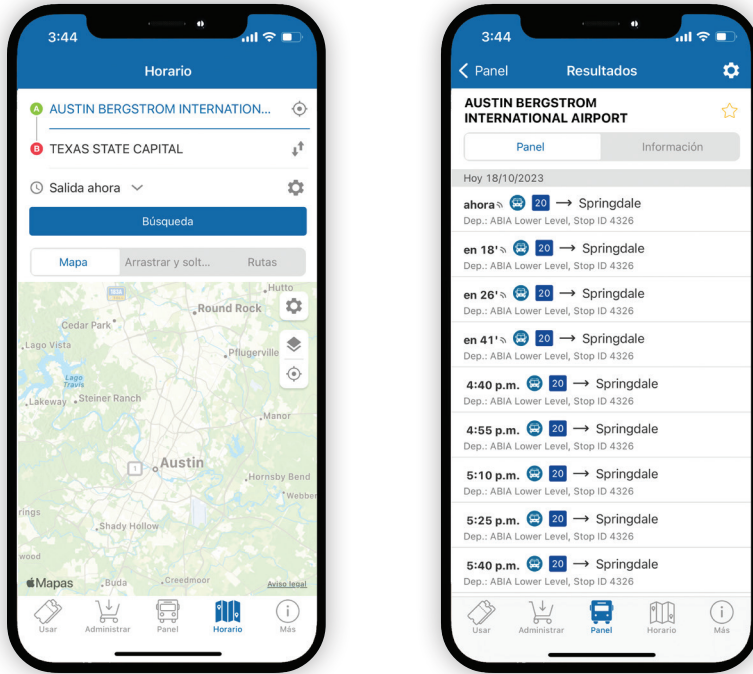 3:44
Horario
A AUSTIN BERGSTROM INTERNATION...
B TEXAS STATE CAPITAL
Salida ahora
Búsqueda
Mapa Arrastrar y solt... Rutas
Hutto
Round Rock
Cedar Park
Lago Vista
Pflugerville
Lago Travis
Lakeway Steiner Ranch
Manor
1
Austin
Hornsby Bend
Webber
rings
Shady Hollow
wood
Mapas
Buda
Creedmoor
Aviso legal
Usar Administrar Panel Horario Más
3:44
Panel Resultados
AUSTIN BERGSTROM
INTERNATIONAL AIRPORT
Panel Información
Hoy 18/10/2023
ahora 20 → Springdale
Dep.: ABIA Lower Level, Stop ID 4326
en 18' 20 → Springdale
Dep.: ABIA Lower Level, Stop ID 4326
en 26' 20 → Springdale
Dep.: ABIA Lower Level, Stop ID 4326
en 41' 20 → Springdale
Dep.: ABIA Lower Level, Stop ID 4326
4:40 p.m. 20 → Springdale
Dep.: ABIA Lower Level, Stop ID 4326
4:55 p.m. 20 → Springdale
Dep.: ABIA Lower Level, Stop ID 4326
5:10 p.m. 20 → Springdale
Dep.: ABIA Lower Level, Stop ID 4326
5:25 p.m. 20 → Springdale
Dep.: ABIA Lower Level, Stop ID 4326
5:40 p.m. 20 → Springdale
Dep.: ABIA Lower Level, Stop ID 4326
Usar Administrar Panel Horario Más